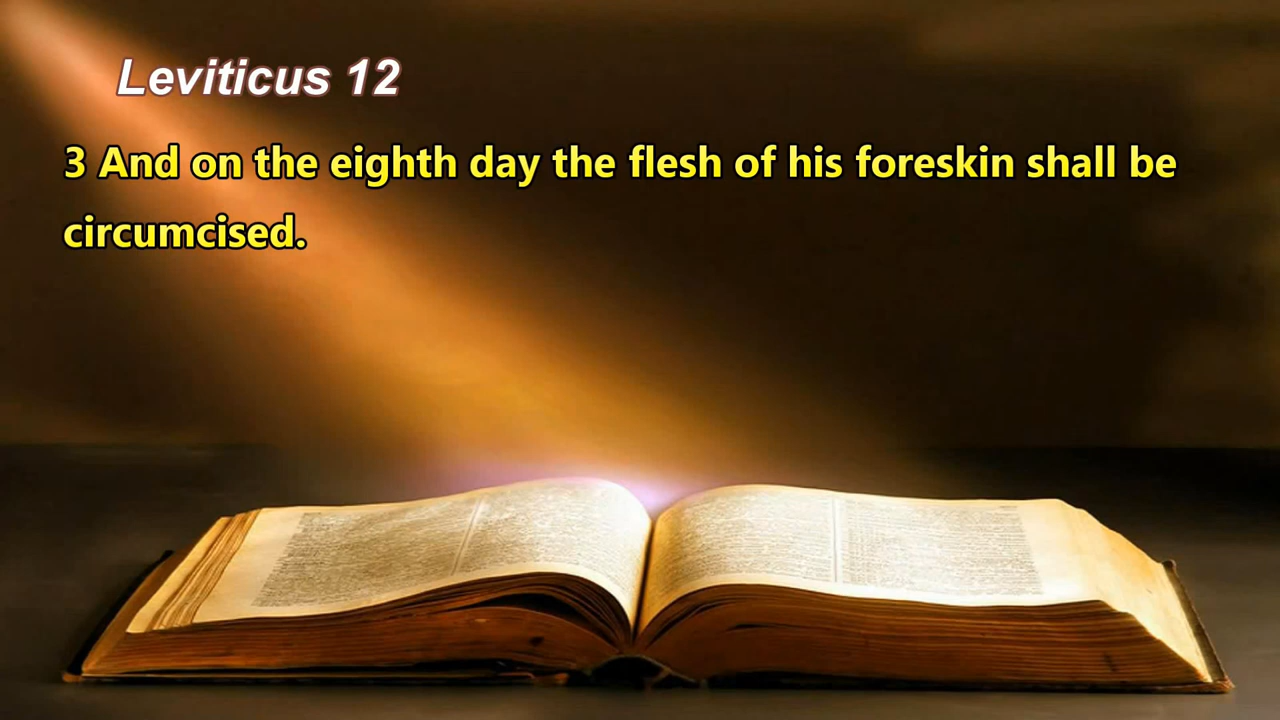 Leviticus 12
3 And on the eighth day the flesh of his foreskin shall be
circumcised.